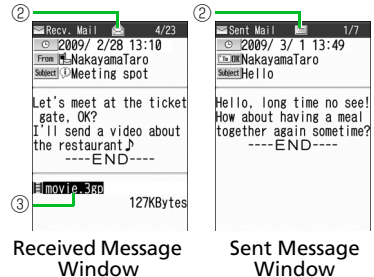 ②
Recv. Mail 4/23
2009/ 2/28 13:10
From NakayamaTaro
Subject Meeting spot
Let's meet at the ticket
gate, OK?
I'll send a video about
the restaurant♪
----END----
movie.3gp
127KBytes
③
Received Message
Window
②
Sent Mail 1/7
2009/ 3/ 1 13:49
To OK NakayamaTaro
Subject Hello
Hello, long time no see!
How about having a meal
together again sometime?
----END----
Sent Message
Window